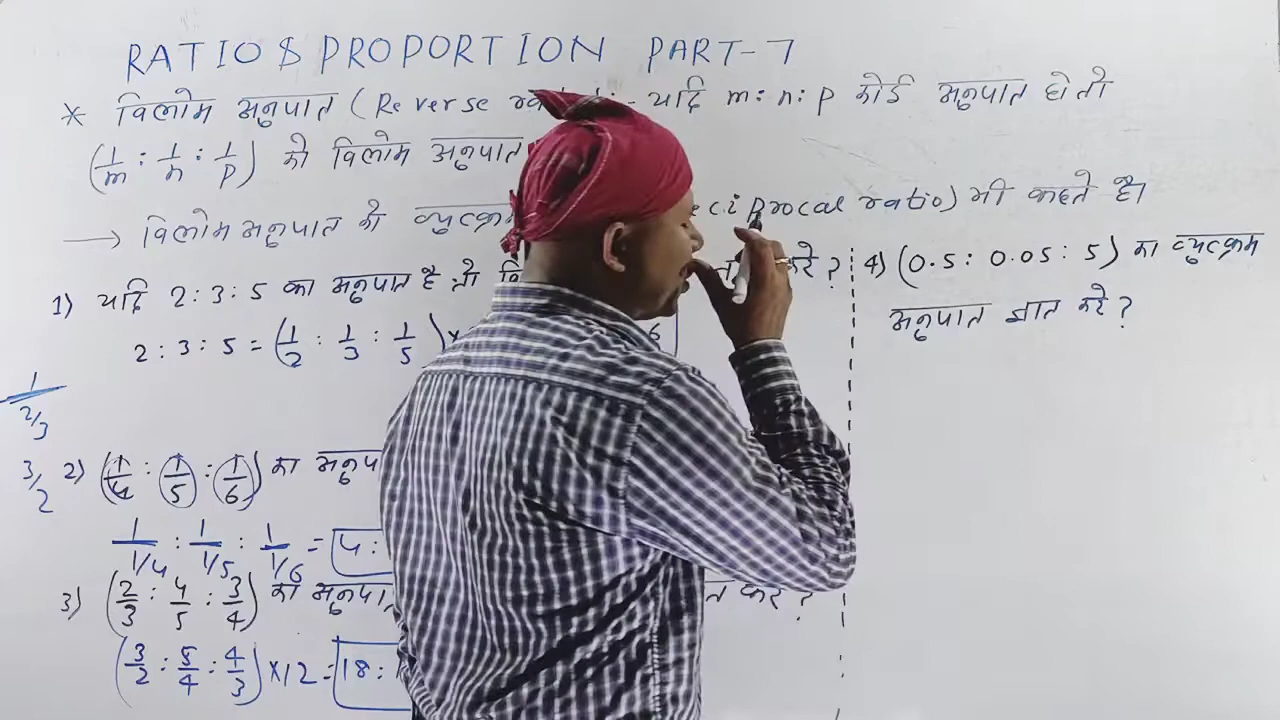 RATIO & PROPORTION PART-7
* विलोम अनुपात (Reverse यदि m:n:p कोई अनुपात हो तो
(1/m : 1/n : 1/p) को विलोम अनुपात
→ विलोम अनुपात को procal ratio) भी कहते है।
1) यदि 2:3:5 का अनुपात है तो करे?
2:3:5 = (1/2 : 1/3 : 1/5)× 6
1/2/3
3/2
2) (1/4 : 1/5 : 1/6) का
1/1/4 : 1/1/5 : 1/1/6 = 4:
3) (2/3 : 4/5 : 3/4) का करे?
(3/2 : 5/4 : 4/3)×12 = 18:
4) (0.5 : 0.05 : 5) का व्युत्क्रम
अनुपात ज्ञात करे?